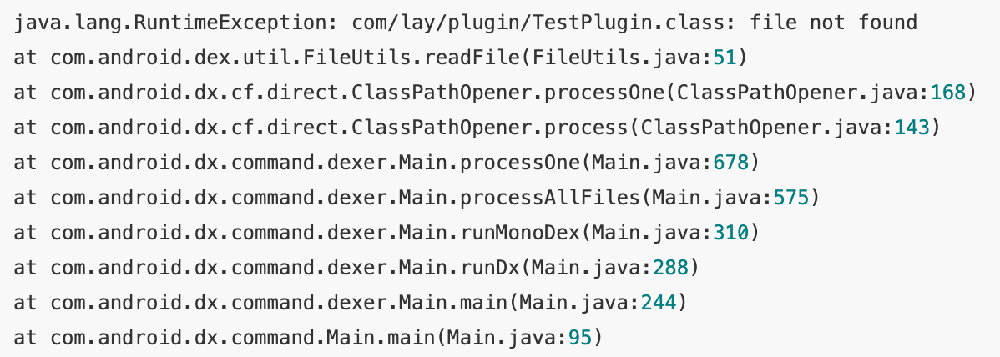 java.lang.RuntimeException: com/lay/plugin/TestPlugin.class: file not found
at com.android.dex.util.FileUtils.readFile(FileUtils.java:51)
at com.android.dx.cf.direct.ClassPathOpener.processOne(ClassPathOpener.java:168)
at com.android.dx.cf.direct.ClassPathOpener.process(ClassPathOpener.java:143)
at com.android.dx.command.dexer.Main.processOne(Main.java:678)
at com.android.dx.command.dexer.Main.processAllFiles(Main.java:575)
at com.android.dx.command.dexer.Main.runMonoDex(Main.java:310)
at com.android.dx.command.dexer.Main.runDx(Main.java:288)
at com.android.dx.command.dexer.Main.main(Main.java:244)
at com.android.dx.command.Main.main(Main.java:95)